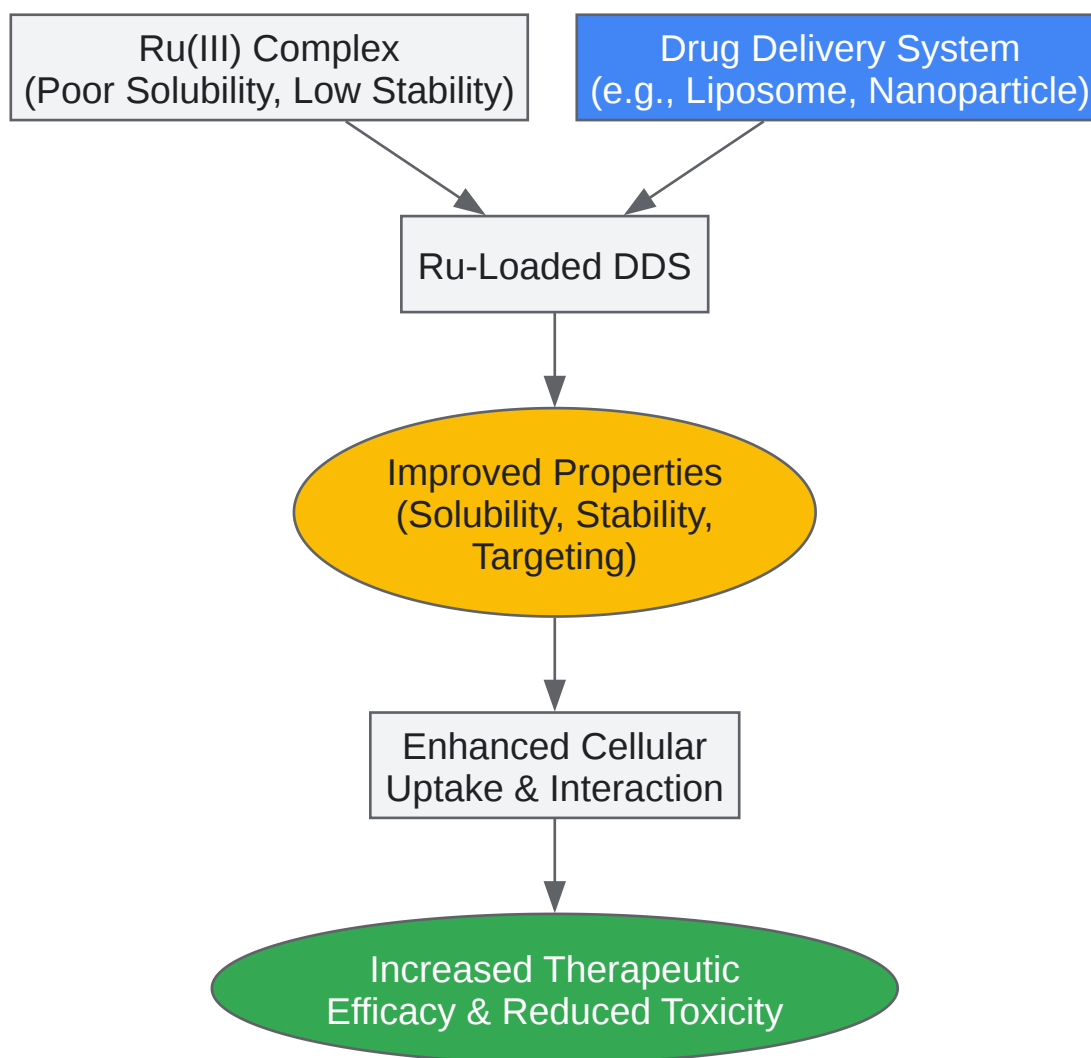 Ru(III) Complex
(Poor Solubility, Low Stability)
Drug Delivery System
(e.g., Liposome, Nanoparticle)
Ru-Loaded DDS
Improved Properties
(Solubility, Stability,
Targeting)
Enhanced Cellular
Uptake & Interaction
Increased Therapeutic
Efficacy & Reduced Toxicity